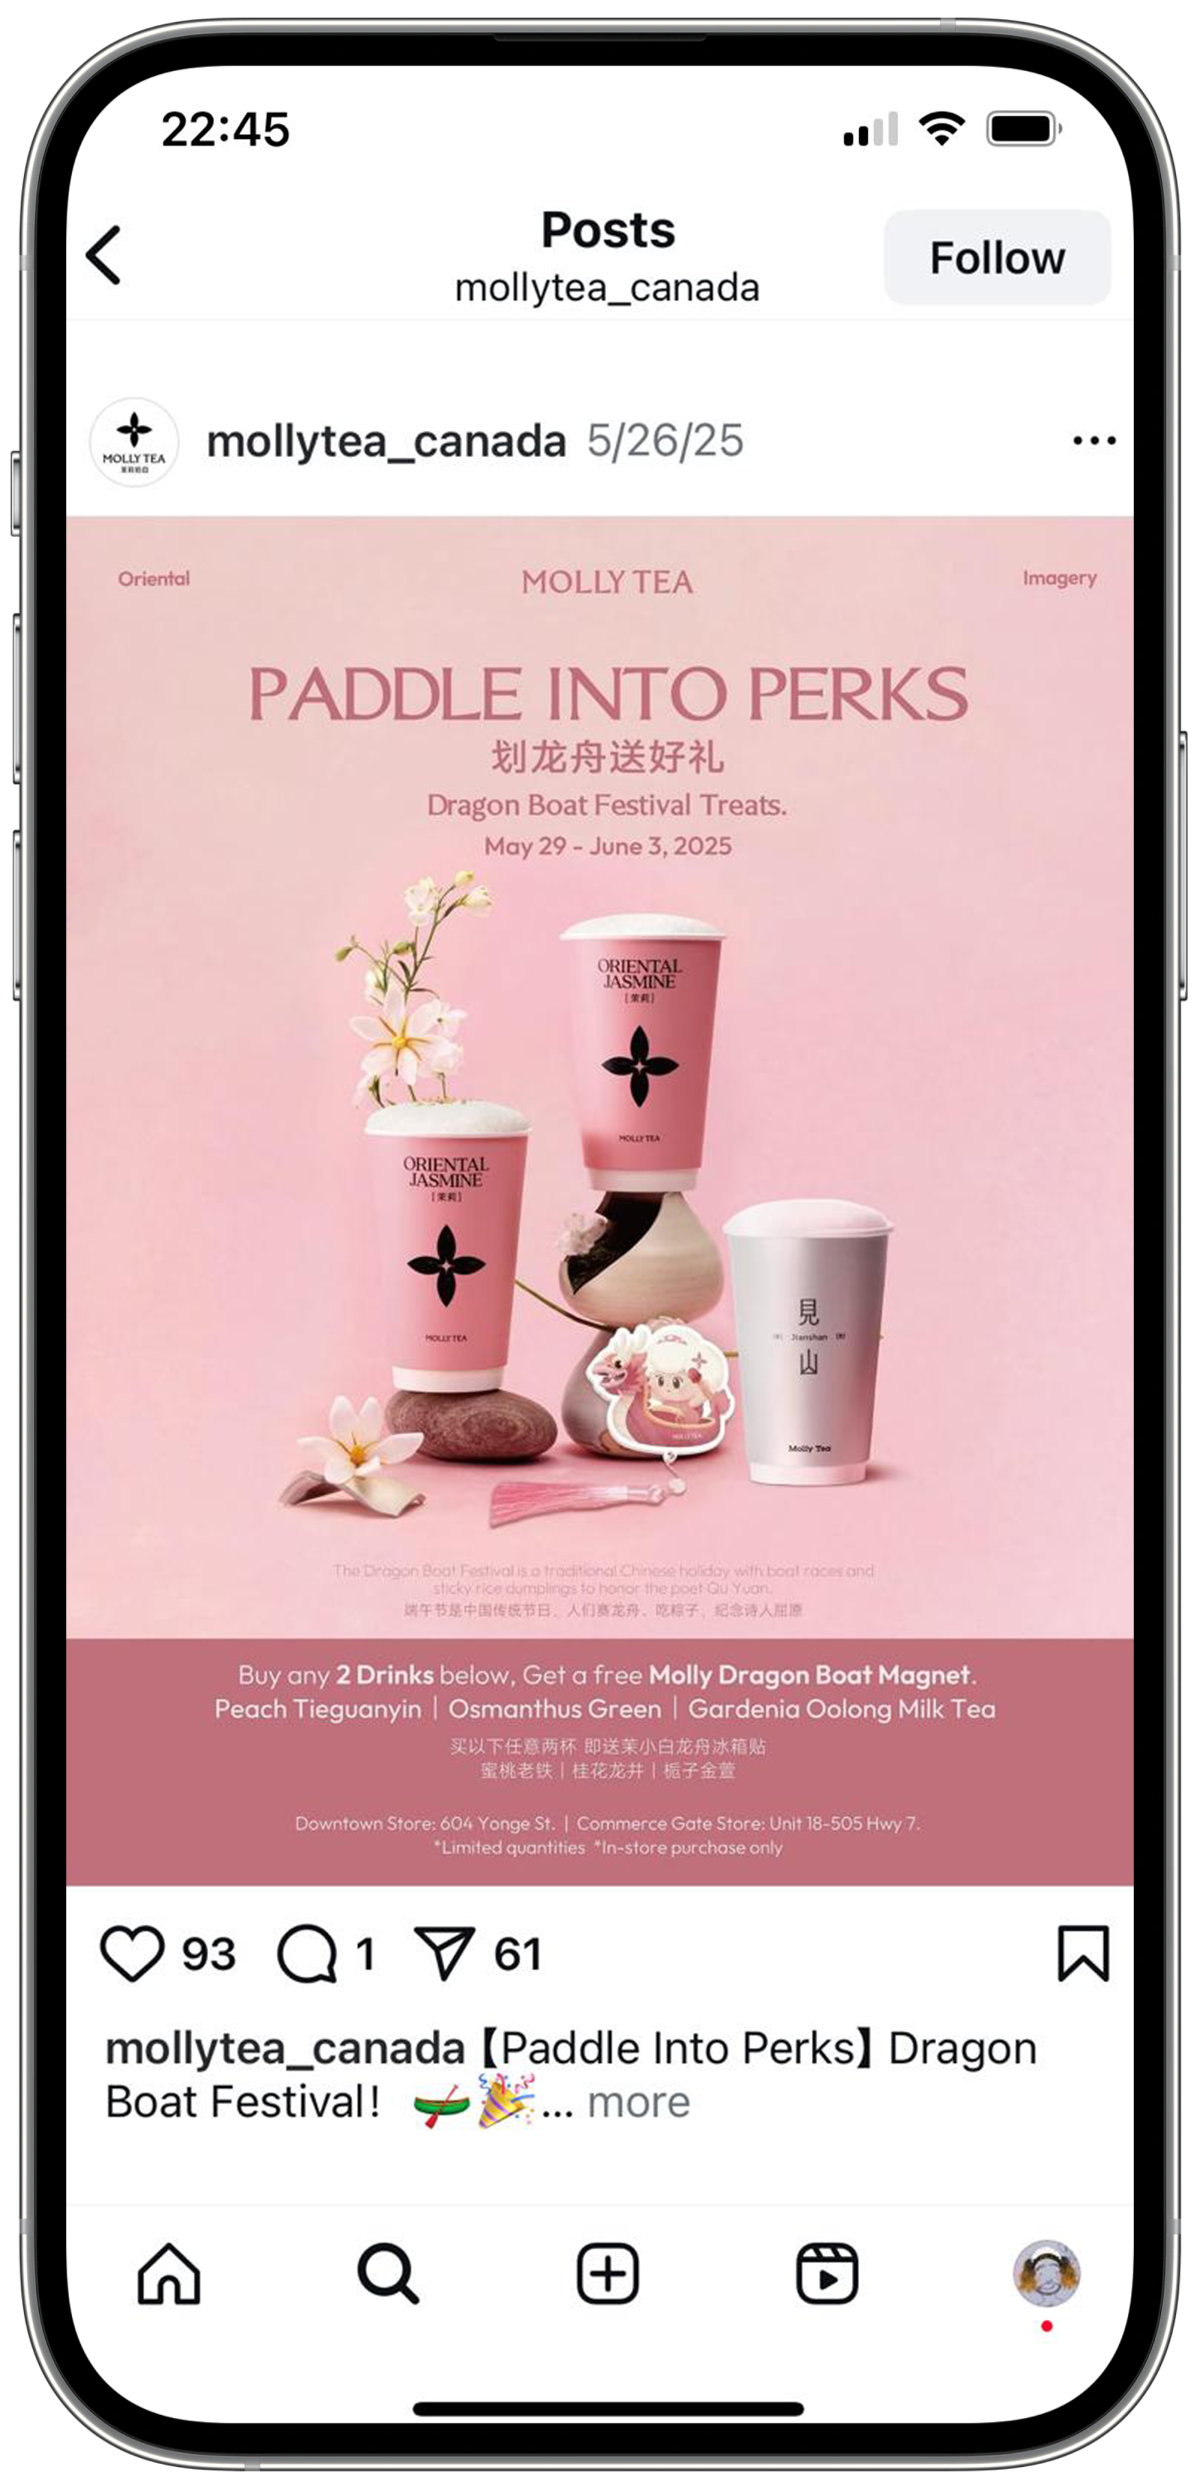 22:45
Posts
mollytea_canada
Follow
MOLLY TEA
mollytea_canada 5/26/25
Oriental
MOLLY TEA
Imagery
PADDLE INTO PERKS
划龙舟送好礼
Dragon Boat Festival Treats.
May 29 - June 3, 2025
ORIENTAL
JASMINE
[茉莉]
MOLLY TEA
ORIENTAL
JASMINE
[茉莉]
MOLLY TEA
見
Jianshan
山
Molly Tea
MOLLY TEA
The Dragon Boat Festival is a traditional Chinese holiday with boat races and
sticky rice dumplings to honor the poet Qu Yuan.
端午节是中国传统节日，人们赛龙舟、吃粽子，纪念诗人屈原
Buy any 2 Drinks below, Get a free Molly Dragon Boat Magnet.
Peach Tieguanyin | Osmanthus Green | Gardenia Oolong Milk Tea
买以下任意两杯 即送茉小白龙舟冰箱贴
蜜桃老铁 | 桂花龙井 | 栀子金萱
Downtown Store: 604 Yonge St. | Commerce Gate Store: Unit 18-505 Hwy 7.
*Limited quantities *In-store purchase only
93 1 61
mollytea_canada【Paddle Into Perks】Dragon
Boat Festival! ... more